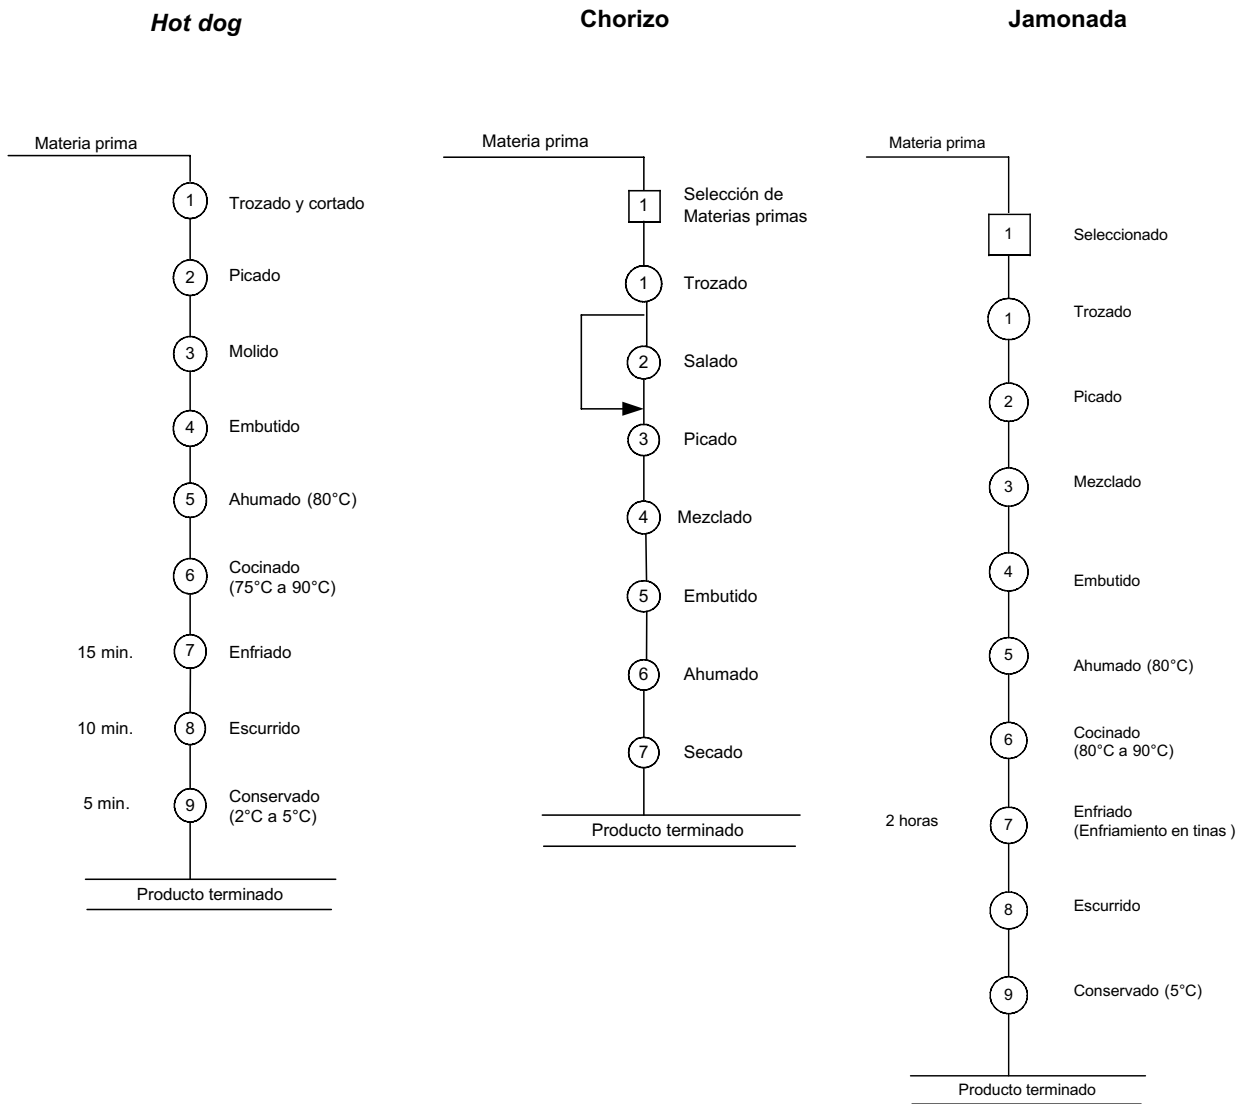 Hot dog
Materia prima
1
Trozado y cortado
2
Picado
3
Molido
4
Embutido
5
Ahumado (80°C)
6
Cocinado
(75°C a 90°C)
15 min.
7
Enfriado
10 min.
8
Escurrido
5 min.
9
Conservado
(2°C a 5°C)
Producto terminado
Chorizo
Materia prima
1
Selección de
Materias primas
1
Trozado
2
Salado
3
Picado
4
Mezclado
5
Embutido
6
Ahumado
7
Secado
Producto terminado
Jamonada
Materia prima
1
Seleccionado
1
Trozado
2
Picado
3
Mezclado
4
Embutido
5
Ahumado (80°C)
6
Cocinado
(80°C a 90°C)
2 horas
7
Enfriado
(Enfriamiento en tinas )
8
Escurrido
9
Conservado (5°C)
Producto terminado